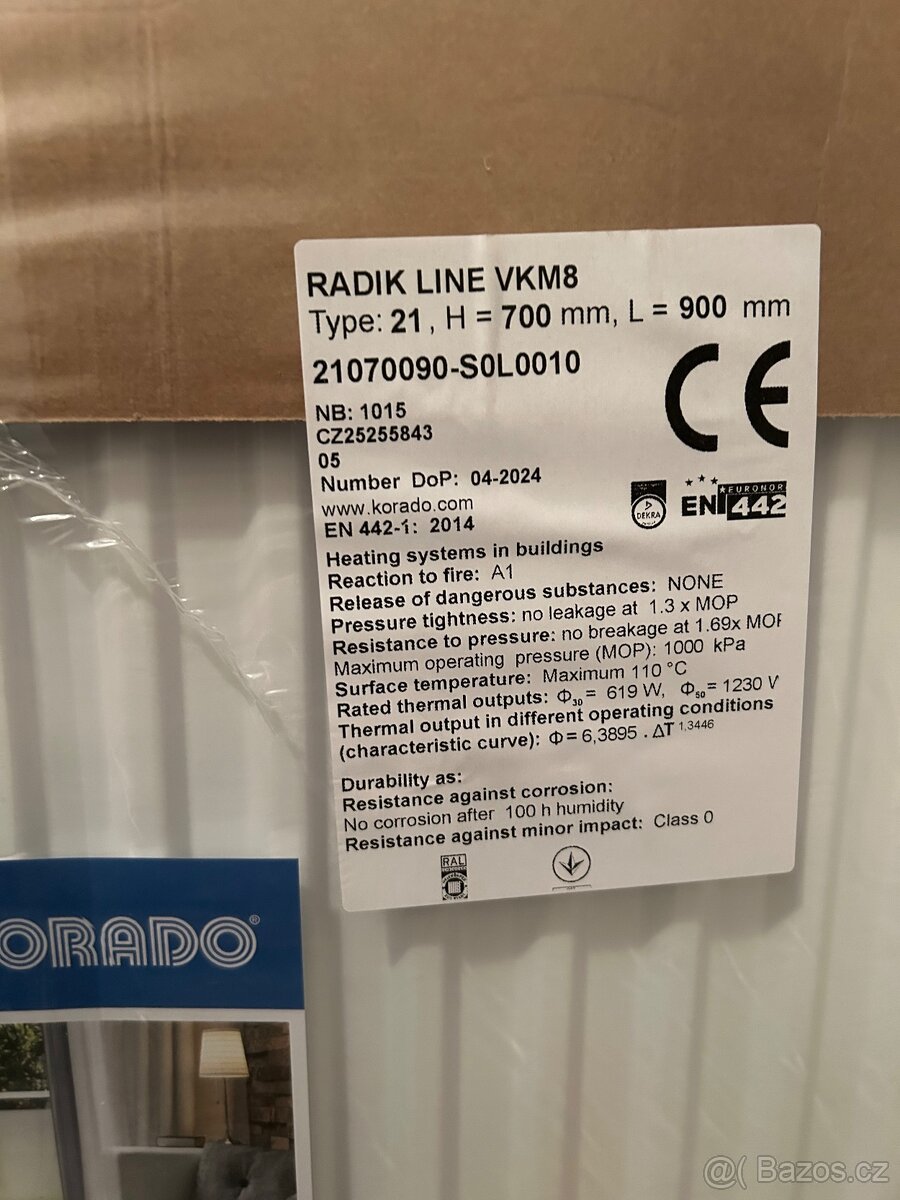 RADIK LINE VKM8
Type: 21, H = 700 mm, L = 900 mm
21070090-S0L0010
NB: 1015
CZ25255843
05
Number DoP: 04-2024
www.korado.com
EN 442-1: 2014
DEKRA
EURONOR
EN 442
Heating systems in buildings
Reaction to fire: A1
Release of dangerous substances: NONE
Pressure tightness: no leakage at 1.3 x MOP
Resistance to pressure: no breakage at 1.69x MOP
Maximum operating pressure (MOP): 1000 kPa
Surface temperature: Maximum 110 °C
Rated thermal outputs: Φ30 = 619 W, Φ50 = 1230 W
Thermal output in different operating conditions
(characteristic curve): Φ = 6,3895 . ΔT 1,3446
Durability as:
Resistance against corrosion:
No corrosion after 100 h humidity
Resistance against minor impact: Class 0
RAL
ORADO®
@( Bazos.cz